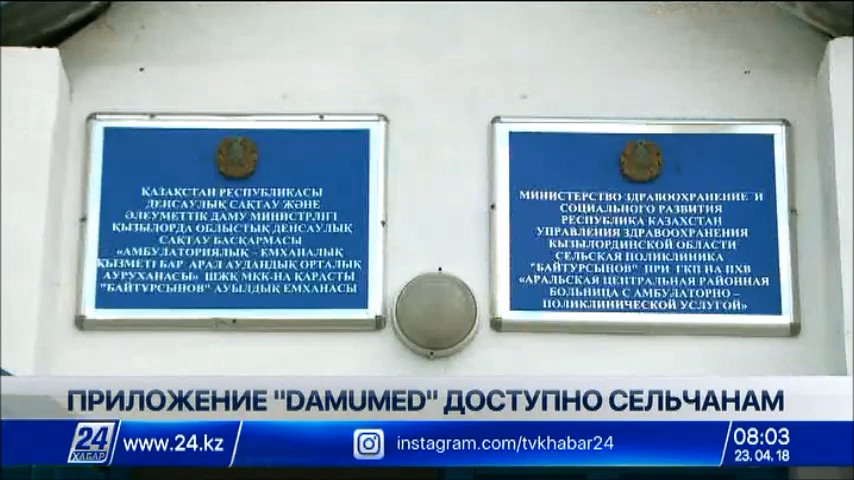 ҚАЗАҚСТАН РЕСПУБЛИКАСЫ
ДЕНСАУЛЫҚ САҚТАУ ЖӘНЕ
ӘЛЕУМЕТТІК ДАМУ МИНИСТРЛІГІ
ҚЫЗЫЛОРДА ОБЛЫСТЫҚ ДЕНСАУЛЫҚ
САҚТАУ БАСҚАРМАСЫ
«АМБУЛАТОРИЯЛЫҚ – ЕМХАНАЛЫҚ
ҚЫЗМЕТІ БАР АРАЛ АУДАНДЫҚ ОРТАЛЫҚ
АУРУХАНАСЫ» ШЖҚ МКК-НА ҚАРАСТЫ
"БАЙТУРСЫНОВ" АУЫЛДЫҚ ЕМХАНАСЫ
МИНИСТЕРСТВО ЗДРАВООХРАНЕНИЕ И
СОЦИАЛЬНОГО РАЗВИТИЯ
РЕСПУБЛИКА КАЗАХСТАН
УПРАВЛЕНИЯ ЗДРАВООХРАНЕНИЯ
КЫЗЫЛОРДИНСКОЙ ОБЛАСТИ
СЕЛЬСКАЯ ПОЛИКЛИНИКА
"БАЙТУРСЫНОВ" ПРИ ГКП НА ПХВ
«АРАЛЬСКАЯ ЦЕНТРАЛЬНАЯ РАЙОННАЯ
БОЛЬНИЦА С АМБУЛАТОРНО –
ПОЛИКЛИНИЧЕСКОЙ УСЛУГОЙ»
ПРИЛОЖЕНИЕ "DAMUMED" ДОСТУПНО СЕЛЬЧАНАМ
24 ХАБАР www.24.kz instagram.com/tvkhabar24 08:03
23.04.18